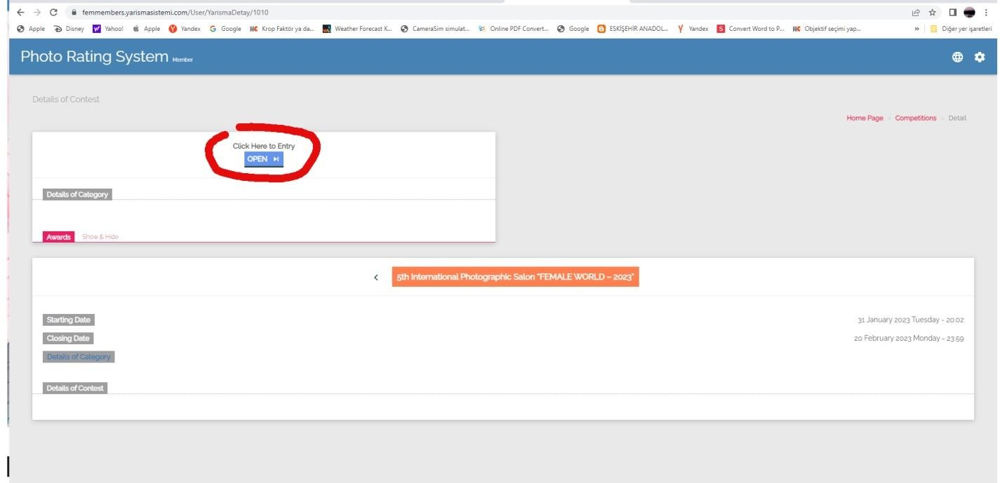 femmembers.yarismasistemi.com/User/YarismaDetay/1010
Apple Disney Yahoo! Apple Yandex Google Krop Faktör ya da... Weather Forecast K... CameraSim simulat... Online PDF Convert... Google ESKİŞEHİR ANADOL... Yandex Convert Word to P... Objektif seçimi yap... » Diğer yer işaretleri
Photo Rating System Member
Details of Contest
Home Page > Competitions > Detail
Click Here to Entry
OPEN
Details of Category
Awards Show & Hide
5th International Photographic Salon "FEMALE WORLD – 2023"
Starting Date 31 January 2023 Tuesday - 20:02
Closing Date 20 February 2023 Monday - 23:59
Details of Category
Details of Contest